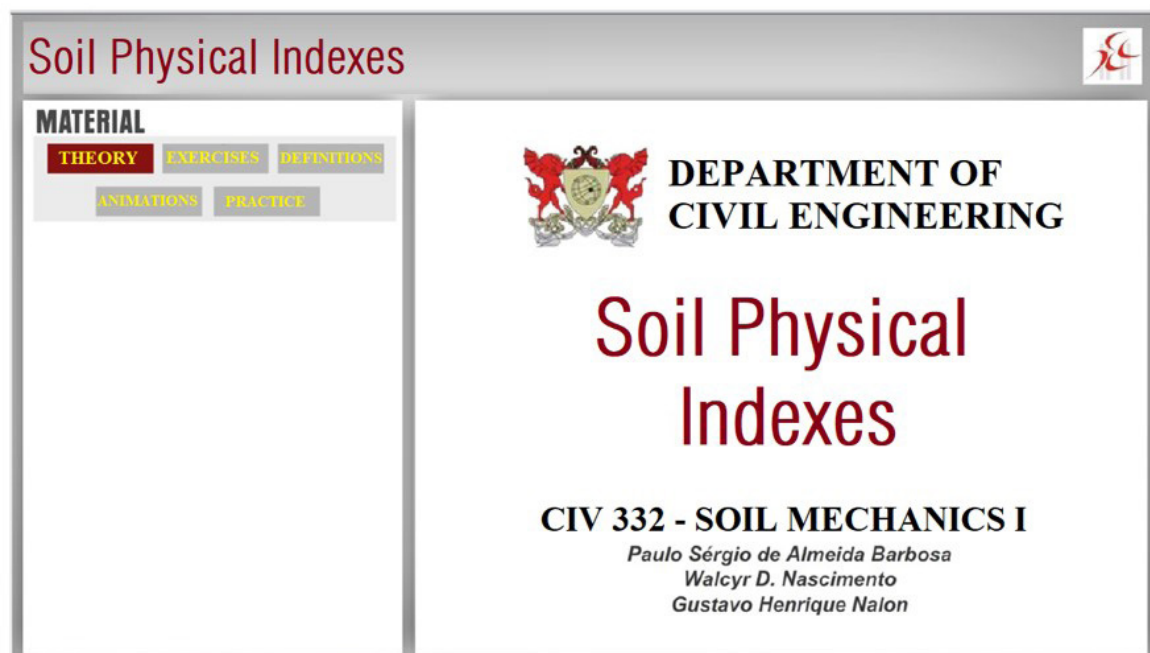 Soil Physical Indexes
MATERIAL
THEORY EXERCISES DEFINITIONS
ANIMATIONS PRACTICE
DEPARTMENT OF
CIVIL ENGINEERING
Soil Physical
Indexes
CIV 332 - SOIL MECHANICS I
Paulo Sérgio de Almeida Barbosa
Walcyr D. Nascimento
Gustavo Henrique Nalon